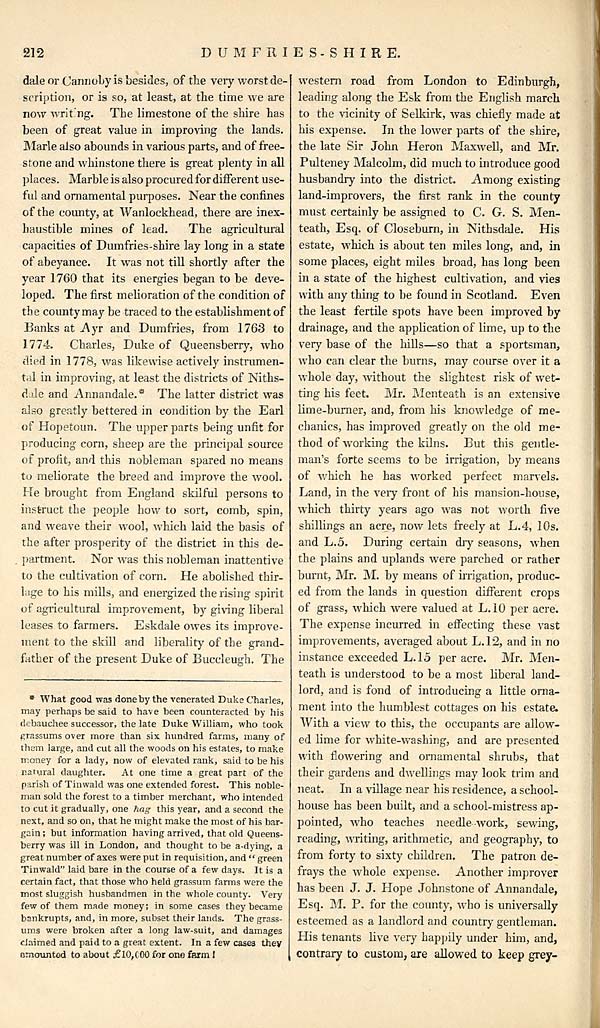 212
DUMFRIES-SHIRE.
dale or Cannoby is besides, of the very worst de-
scription, or is so, at least, at the time we are
now writing. The limestone of the shire has
been of great value in improving the lands.
Marle also abounds in various parts, and of free-
stone and whinstone there is great plenty in all
places. Marble is also procured for different use-
ful and ornamental purposes. Near the confines
of the county, at Wanlockhead, there are inex-
haustible mines of lead. The agricultural
capacities of Dumfries-shire lay long in a state
of abeyance. It was not till shortly after the
year 1760 that its energies began to be deve-
loped. The first melioration of the condition of
the county may be traced to the establishment of
Banks at Ayr and Dumfries, from 1763 to
1774. Charles, Duke of Queensberry, who
died in 1778, was likewise actively instrumen-
tal in improving, at least the districts of Niths-
dale and Annandale.* The latter district was
also greatly bettered in condition by the Earl
of Hopetoun. The upper parts being unfit for
producing corn, sheep are the principal source
of profit, and this nobleman spared no means
to meliorate the breed and improve the wool.
He brought from England skilful persons to
instruct the people how to sort, comb, spin,
and weave their wool, which laid the basis of
the after prosperity of the district in this de-
partment. Nor was this nobleman inattentive
to the cultivation of corn. He abolished thir-
lage to his mills, and energized the rising spirit
of agricultural improvement, by giving liberal
leases to farmers. Eskdale owes its improve-
ment to the skill and liberality of the grand-
father of the present Duke of Buccleugh. The
* What good was done by the venerated Duke Charles,
may perhaps be said to have been counteracted by his
debauchee successor, the late Duke William, who took
grassums over more than six hundred farms, many of
them large, and cut all the woods on his estates, to make
money for a lady, now of elevated rank, said to be his
natural daughter. At one time a great part of the
parish of Tinwald was one extended forest. This noble-
man sold the forest to a timber merchant, who intended
to cut it gradually, one hag this year, and a second the
next, and so on, that he might make the most of his bar-
gain; but information having arrived, that old Queens-
berry was ill in London, and thought to be a-dying, a
great number of axes were put in requisition, and "green
Tinwald" laid bare in the course of a few days. It is a
certain fact, that those who held grassum farms were the
most sluggish husbandmen in the whole county. Very
few of them made money; in some cases they became
bankrupts, and, in more, subset their lands. The grass-
ums were broken after a long law-suit, and damages
claimed and paid to a great extent. In a few cases they
amounted to about £10,000 for one farm!
western road from London to Edinburgh,
leading along the Esk from the English march
to the vicinity of Selkirk, was chiefly made at
his expense. In the lower parts of the shire,
the late Sir John Heron Maxwell, and Mr.
Pulteney Malcolm, did much to introduce good
husbandry into the district. Among existing
land-improvers, the first rank in the county
must certainly be assigned to C. G. S. Men-
teath, Esq. of Closeburn, in Nithsdale. His
estate, which is about ten miles long, and, in
some places, eight miles broad, has long been
in a state of the highest cultivation, and vies
with any thing to be found in Scotland. Even
the least fertile spots have been improved by
drainage, and the application of lime, up to the
very base of the hills—so that a sportsman,
who can clear the burns, may course over it a
whole day, without the slightest risk of wet-
ting his feet. Mr. Menteath is an extensive
lime-burner, and, from his knowledge of me-
chanics, has improved greatly on the old me-
thod of working the kilns. But this gentle-
man's forte seems to be irrigation, by means
of which he has worked perfect marvels.
Land, in the very front of his mansion-house,
which thirty years ago was not worth five
shillings an acre, now lets freely at L.4, 10s.
and L.5. During certain dry seasons, when
the plains and uplands were parched or rather
burnt, Mr. M. by means of irrigation, produc-
ed from the lands in question different crops
of grass, which were valued at L.10 per acre.
The expense incurred in effecting these vast
improvements, averaged about L.12, and in no
instance exceeded L.15 per acre. Mr. Men-
teath is understood to be a most liberal land-
lord, and is fond of introducing a little orna-
ment into the humblest cottages on his estate.
With a view to this, the occupants are allow-
ed lime for white-washing, and are presented
with flowering and ornamental shrubs, that
their gardens and dwellings may look trim and
neat. In a village near his residence, a school-
house has been built, and a school-mistress ap-
pointed, who teaches needle-work, sewing,
reading, writing, arithmetic, and geography, to
from forty to sixty children. The patron de-
frays the whole expense. Another improver
has been J. J. Hope Johnstone of Annandale,
Esq. M. P. for the county, who is universally
esteemed as a landlord and country gentleman.
His tenants live very happily under him, and,
contrary to custom, are allowed to keep grey-